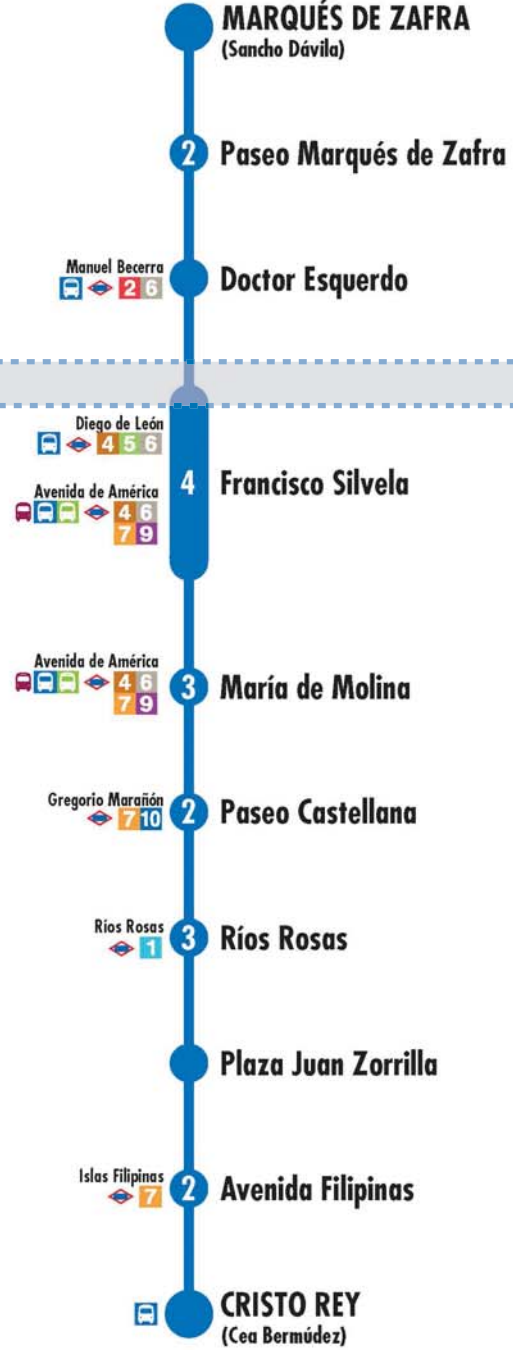 MARQUÉS DE ZAFRA
(Sancho Dávila)
2 Paseo Marqués de Zafra
Manuel Becerra
2 6
Doctor Esquerdo
Diego de León
4 5 6
Avenida de América
4 6
7 9
4 Francisco Silvela
Avenida de América
4 6
7 9
3 María de Molina
Gregorio Marañón
7 10
2 Paseo Castellana
Ríos Rosas
1
3 Ríos Rosas
Plaza Juan Zorrilla
Islas Filipinas
7
2 Avenida Filipinas
CRISTO REY
(Cea Bermúdez)